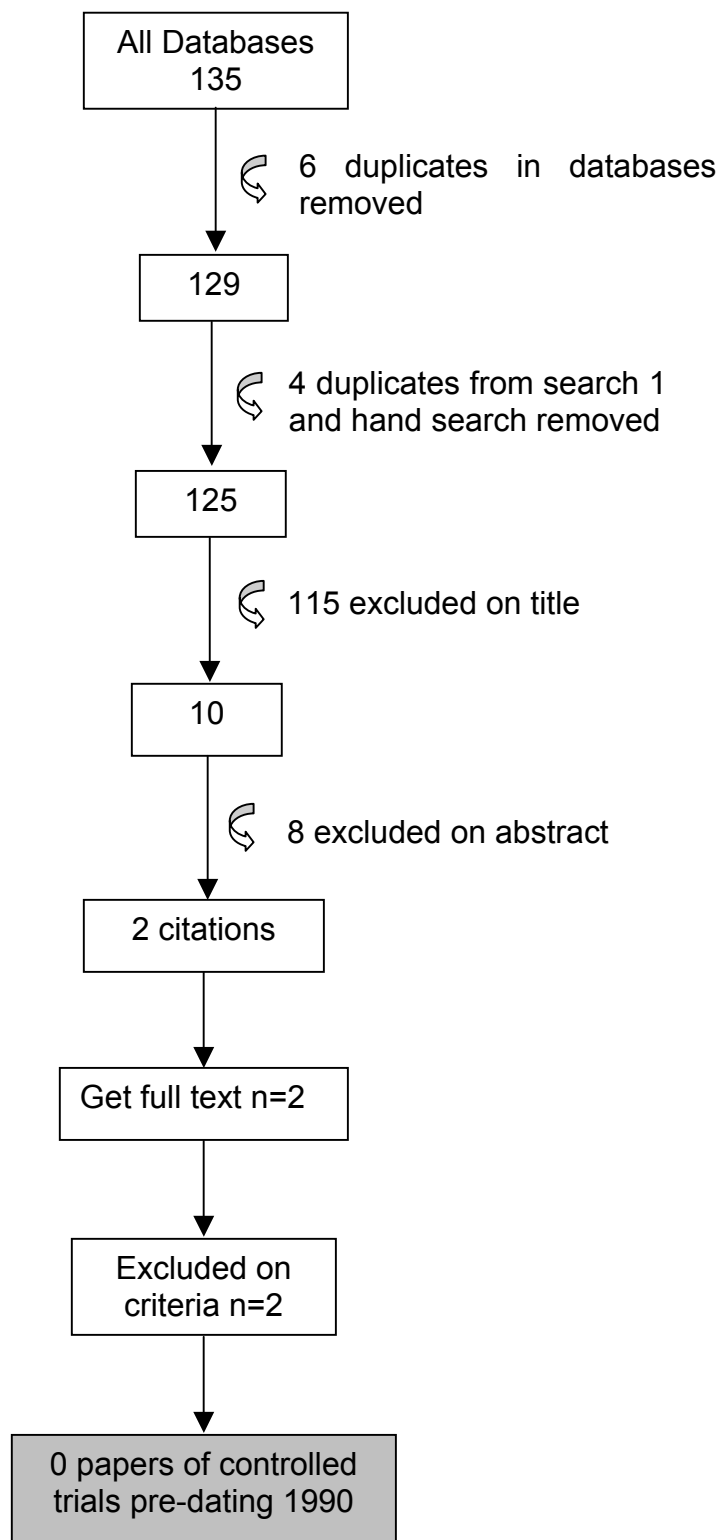 All Databases
135
6 duplicates in databases
removed
129
4 duplicates from search 1
and hand search removed
125
115 excluded on title
10
8 excluded on abstract
2 citations
Get full text n=2
Excluded on
criteria n=2
0 papers of controlled
trials pre-dating 1990